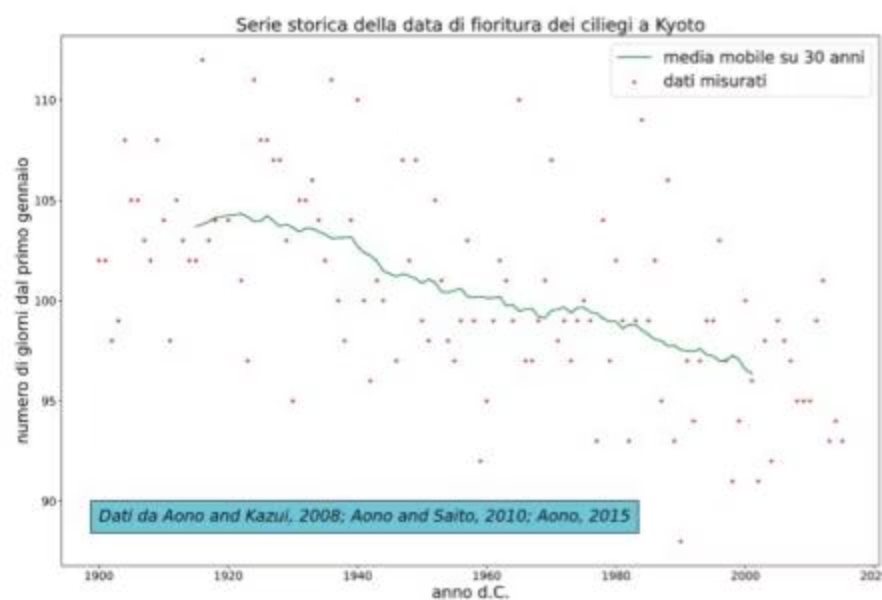 Serie storica della data di fioritura dei ciliegi a Kyoto
media mobile su 30 anni
dati misurati
numero di giorni dal primo gennaio
110
105
100
95
90
Dati da Aono and Kazui, 2008; Aono and Saito, 2010; Aono, 2015
1900 1920 1940 1960 1980 2000 202
anno d.C.